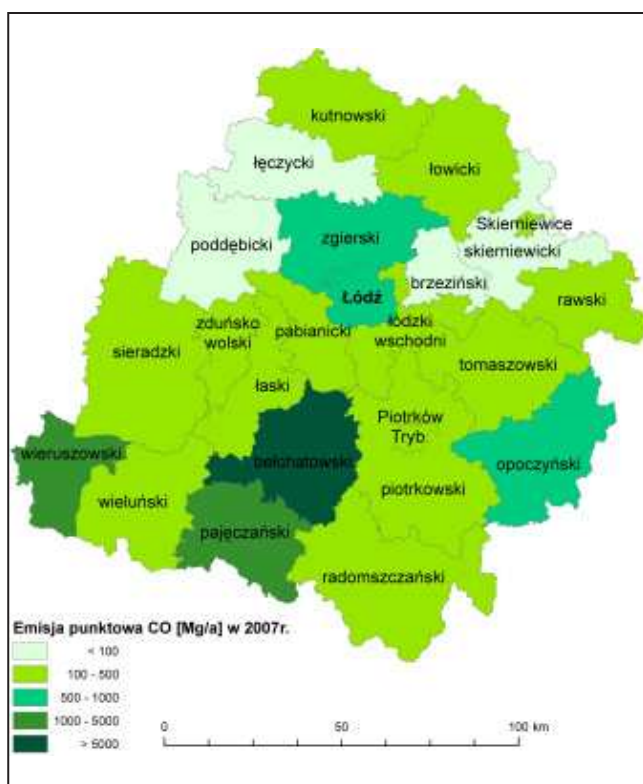 kutnowski
łęczycki
łowicki
Skierniewice
poddębicki
zgierski
skierniewicki
brzeziński
Łódź
rawski
zduńsko
wolski
pabianicki
łódzki
wschodni
sieradzki
tomaszowski
łaski
Piotrków
Tryb
wieruszowski
bełchatowski
opoczyński
wieluński
piotrkowski
pajęczański
radomszczański
Emisja punktowa CO [Mg/a] w 2007r.
< 100
100 - 500
500 - 1000
1000 - 5000
> 5000
0 50 100 km